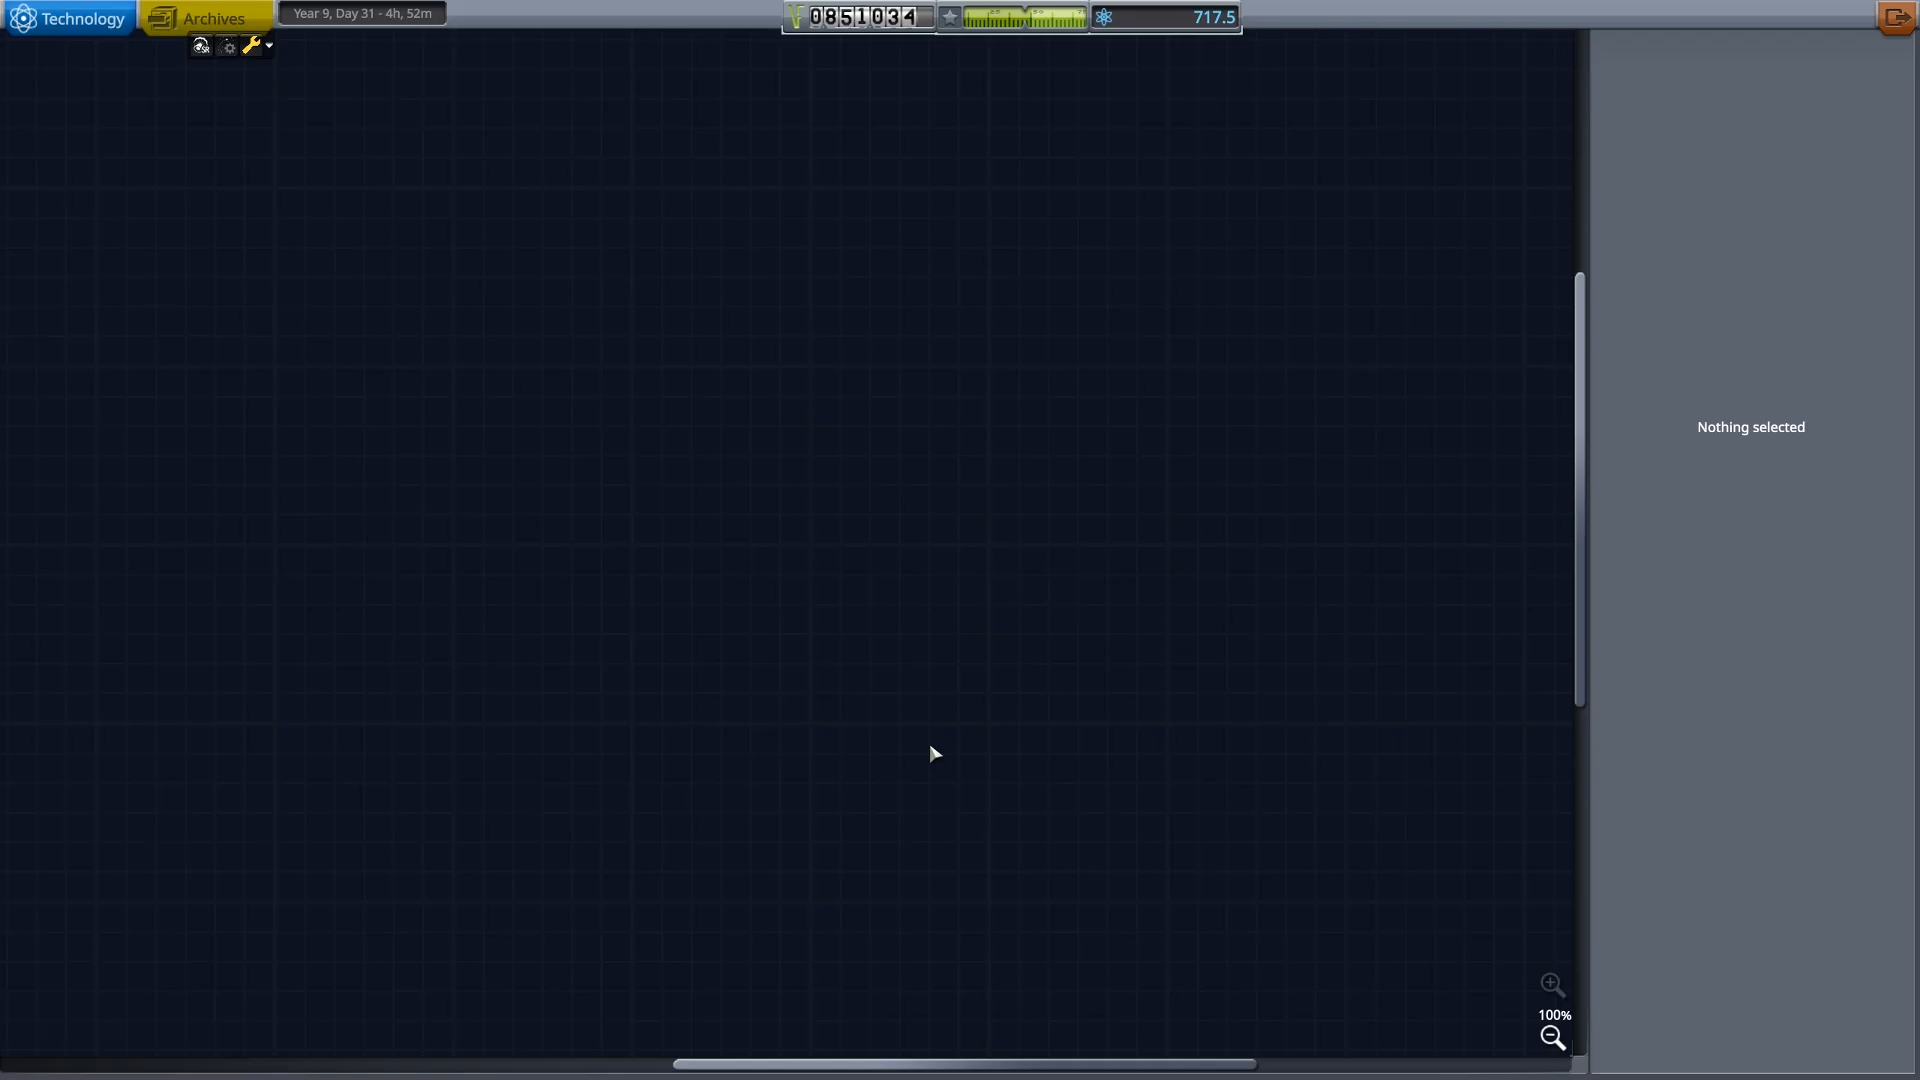 Technology
Archives
Year 9, Day 31 - 4h, 52m
0851034
717.5
Nothing selected
100%